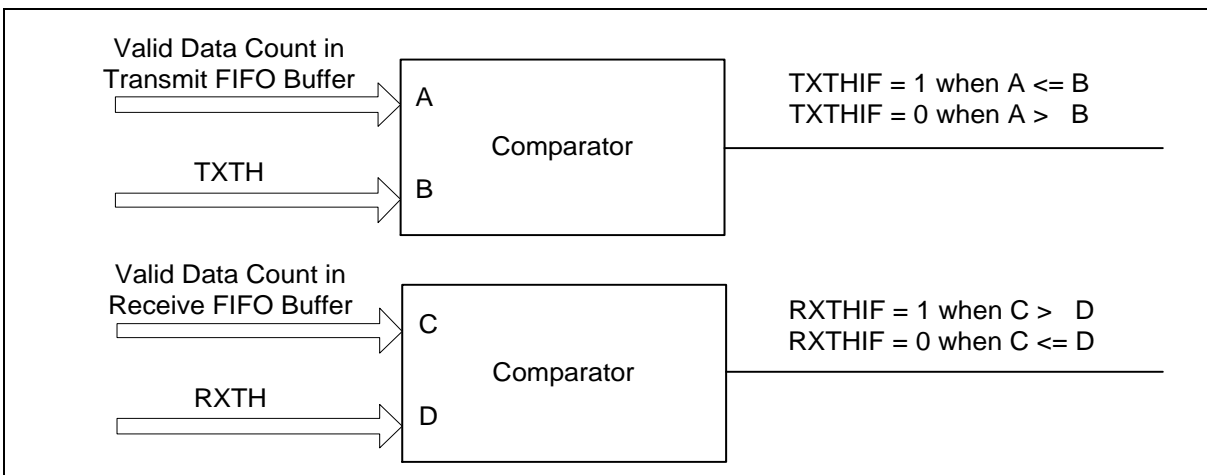 Valid Data Count in
Transmit FIFO Buffer
A
TXTH
B
Comparator
TXTHIF = 1 when A <= B
TXTHIF = 0 when A > B
Valid Data Count in
Receive FIFO Buffer
C
RXTH
D
Comparator
RXTHIF = 1 when C > D
RXTHIF = 0 when C <= D